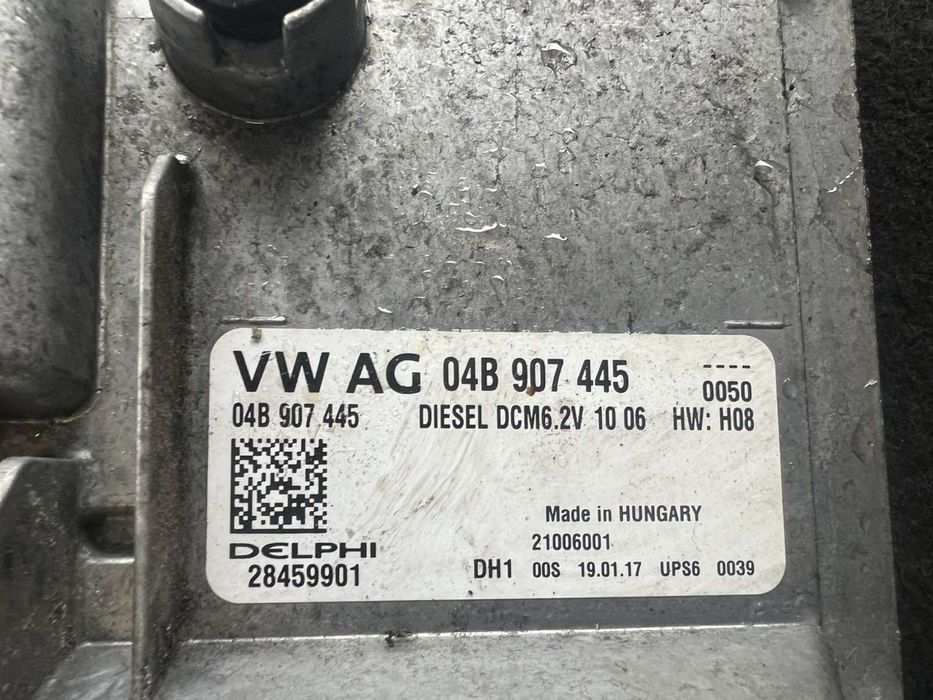 VW AG 04B 907 445 ----
0050
04B 907 445 DIESEL DCM6.2V 10 06 HW: H08
Made in HUNGARY
DELPHI 21006001
28459901 DH1 00S 19.01.17 UPS6 0039